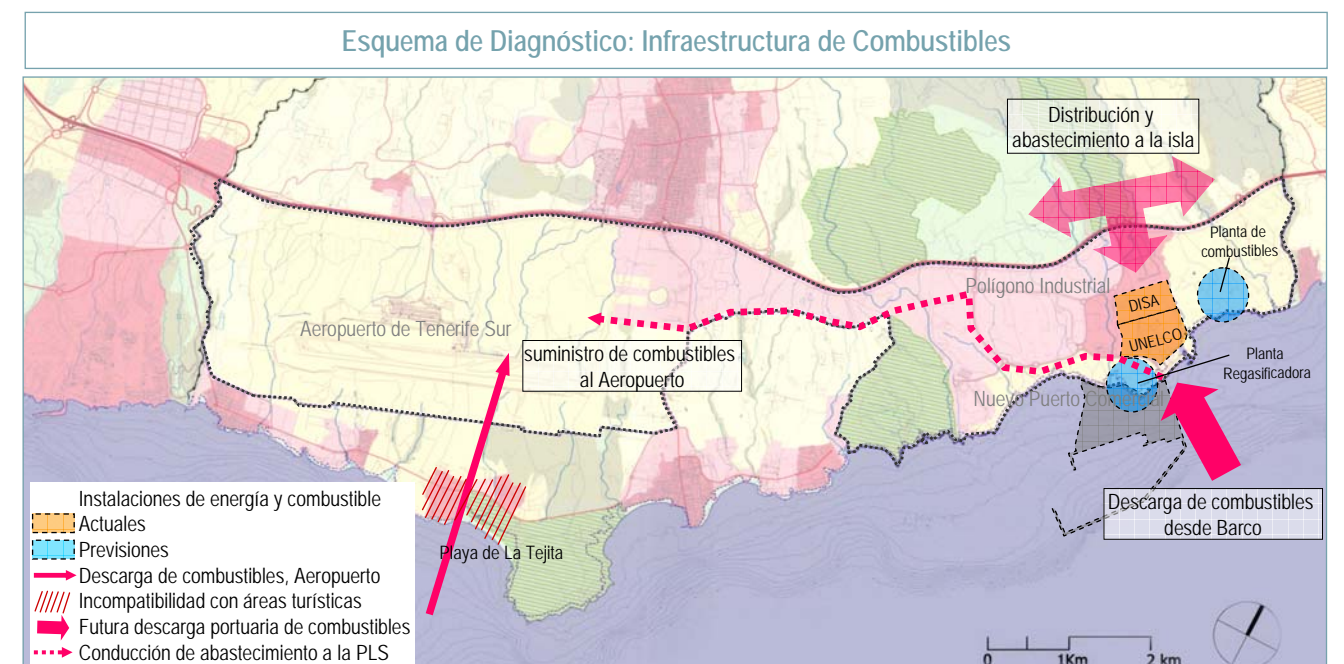 Esquema de Diagnóstico: Infraestructura de Combustibles
Distribución y
abastecimiento a la isla
Planta de
combustibles
Polígono Industrial
DISA
UNELCO
Aeropuerto de Tenerife Sur
suministro de combustibles
al Aeropuerto
Planta
Regasificadora
Nuevo Puerto Comercial
Descarga de combustibles
desde Barco
Playa de La Tejita
Instalaciones de energía y combustible
Actuales
Previsiones
Descarga de combustibles, Aeropuerto
Incompatibilidad con áreas turísticas
Futura descarga portuaria de combustibles
Conducción de abastecimiento a la PLS
0 1Km 2 km